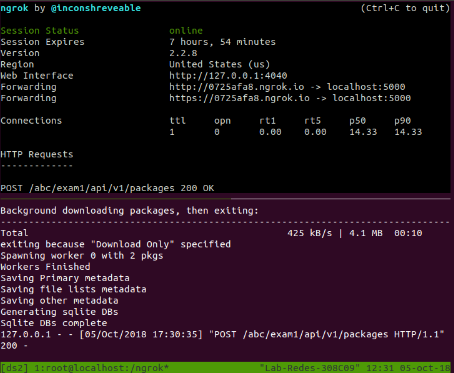 ngrok by @inconshreveable (Ctrl+C to quit)
Session Status online
Session Expires 7 hours, 54 minutes
Version 2.2.8
Region United States (us)
Web Interface http://127.0.0.1:4040
Forwarding http://0725afa8.ngrok.io -> localhost:5000
Forwarding https://0725afa8.ngrok.io -> localhost:5000
Connections ttl opn rt1 rt5 p50 p90
1 0 0.00 0.00 14.33 14.33
HTTP Requests
-------------
POST /abc/exam1/api/v1/packages 200 OK
Background downloading packages, then exiting:
--------------------------------------------------------------------------------
Total 425 kB/s | 4.1 MB 00:10
exiting because "Download Only" specified
Spawning worker 0 with 2 pkgs
Workers Finished
Saving Primary metadata
Saving file lists metadata
Saving other metadata
Generating sqlite DBs
Sqlite DBs complete
127.0.0.1 - - [05/Oct/2018 17:30:35] "POST /abc/exam1/api/v1/packages HTTP/1.1"
200 -
[ds2] 1:root@localhost:/ngrok* "Lab-Redes-308C09" 12:31 05-oct-18